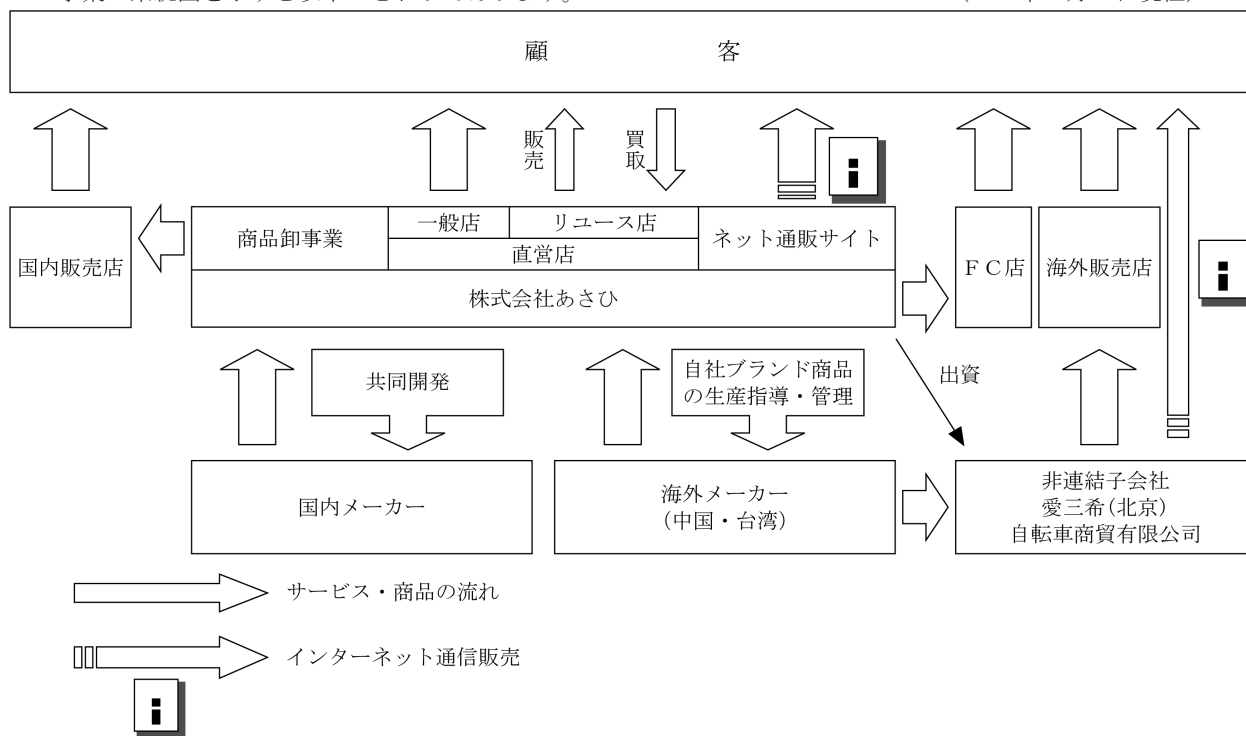 顧客
販売
買取
商品卸事業
一般店
リユース店
直営店
ネット通販サイト
株式会社あさひ
国内販売店
ＦＣ店
海外販売店
共同開発
自社ブランド商品
の生産指導・管理
出資
国内メーカー
海外メーカー
(中国・台湾)
非連結子会社
愛三希(北京)
自転車商貿有限公司
サービス・商品の流れ
インターネット通信販売